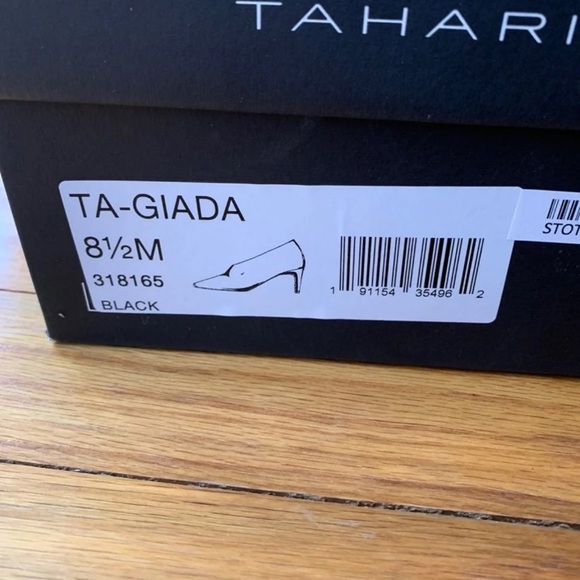 TAHARI
TA-GIADA
8½M
318165
BLACK
1 91154 35496 2
STOT